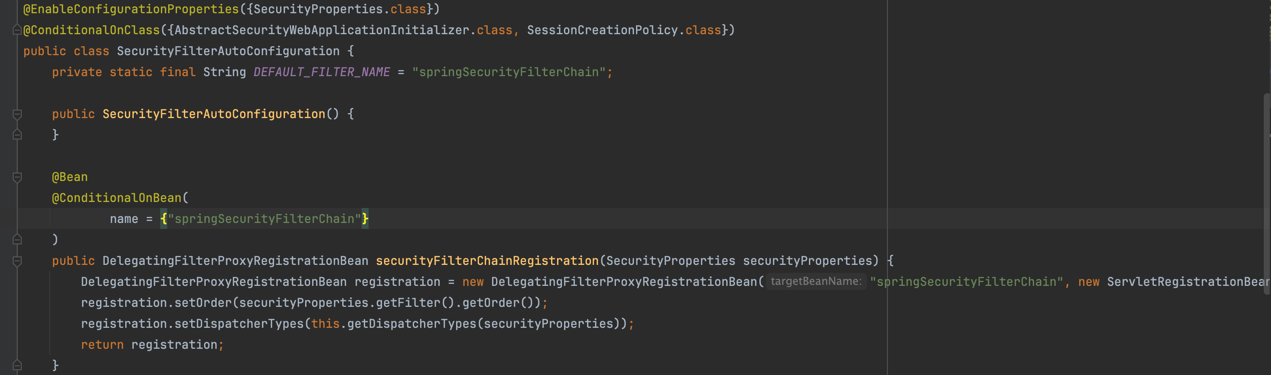 @EnableConfigurationProperties({SecurityProperties.class})
@ConditionalOnClass({AbstractSecurityWebApplicationInitializer.class, SessionCreationPolicy.class})
public class SecurityFilterAutoConfiguration {
    private static final String DEFAULT_FILTER_NAME = "springSecurityFilterChain";

    public SecurityFilterAutoConfiguration() {
    }

    @Bean
    @ConditionalOnBean(
            name = {"springSecurityFilterChain"}
    )
    public DelegatingFilterProxyRegistrationBean securityFilterChainRegistration(SecurityProperties securityProperties) {
        DelegatingFilterProxyRegistrationBean registration = new DelegatingFilterProxyRegistrationBean( targetBeanName: "springSecurityFilterChain", new ServletRegistrationBean
        registration.setOrder(securityProperties.getFilter().getOrder());
        registration.setDispatcherTypes(this.getDispatcherTypes(securityProperties));
        return registration;
    }